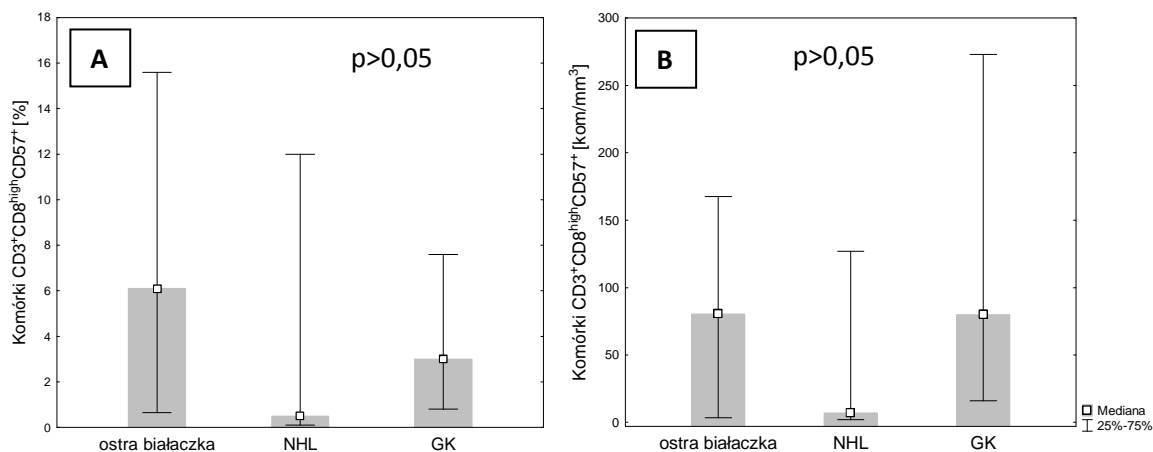 A
p>0,05
Komórki CD3⁺CD8ʰⁱᵍʰCD57⁺ [%]
18
16
14
12
10
8
6
4
2
0
ostra białaczka NHL GK
B
p>0,05
Komórki CD3⁺CD8ʰⁱᵍʰCD57⁺ [kom/mm³]
300
250
200
150
100
50
0
ostra białaczka NHL GK
Mediana
25%-75%